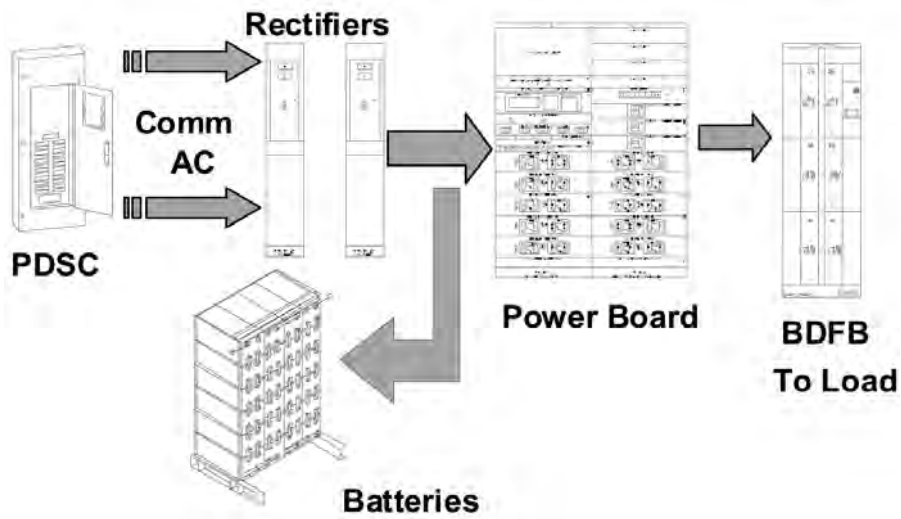 Rectifiers
Comm
AC
PDSC
Power Board
BDFB
To Load
Batteries